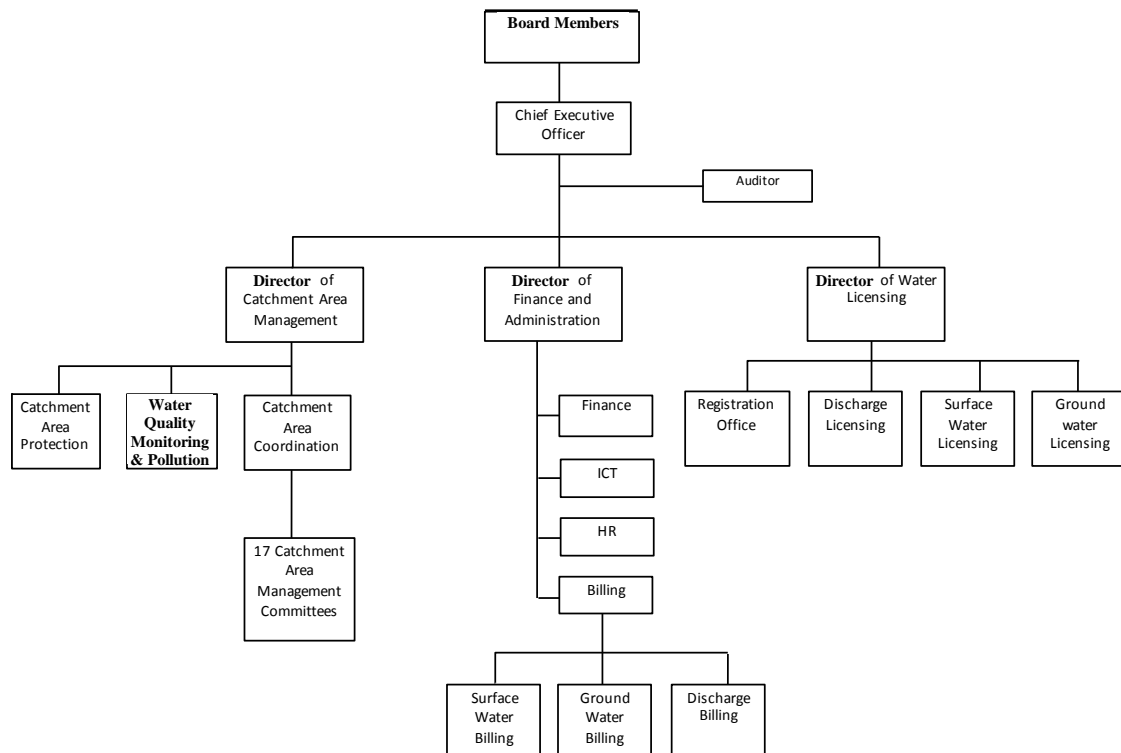 Board Members
Chief Executive
Officer
Auditor
Director of
Catchment Area
Management
Director of
Finance and
Administration
Director of Water
Licensing
Catchment
Area
Protection
Water
Quality
Monitoring
& Pollution
Catchment
Area
Coordination
Finance
Registration
Office
Discharge
Licensing
Surface
Water
Licensing
Ground
water
Licensing
ICT
HR
17 Catchment
Area
Management
Committees
Billing
Surface
Water
Billing
Ground
Water
Billing
Discharge
Billing